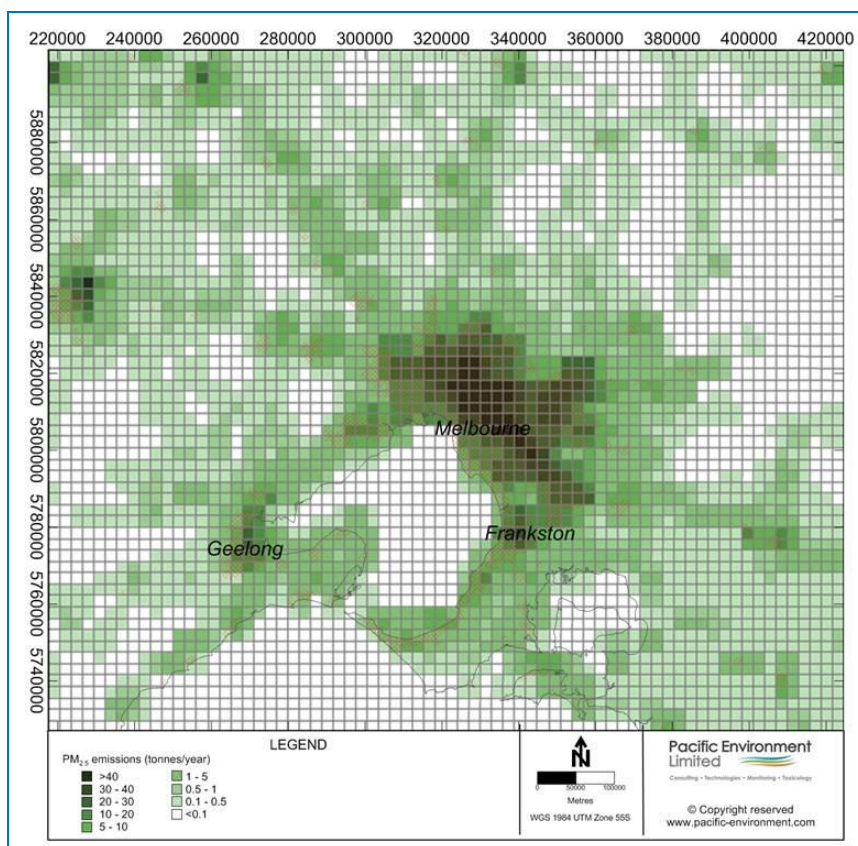 220000 240000 260000 280000 300000 320000 340000 360000 380000 400000 420000
5880000
5860000
5840000
5820000
5800000
5780000
5760000
5740000
Melbourne
Frankston
Geelong
LEGEND
PM2.5 emissions (tonnes/year)
>40
30 - 40
20 - 30
10 - 20
5 - 10
1 - 5
0.5 - 1
0.1 - 0.5
<0.1
N
0 50000 100000
Metres
WGS 1984 UTM Zone 55S
Pacific Environment
Limited
Consulting • Technologies • Monitoring • Toxicology
© Copyright reserved
www.pacific-environment.com